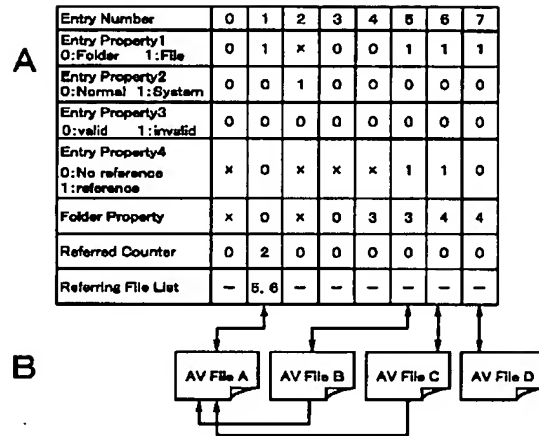 A
Entry Number 0 1 2 3 4 5 6 7
Entry Property1
0:Folder 1:File 0 1 × 0 0 1 1 1
Entry Property2
0:Normal 1:System 0 0 1 0 0 0 0 0
Entry Property3
0:valid 1:invalid 0 0 0 0 0 0 0 0
Entry Property4
0:No reference
1:reference × 0 × × × 1 1 0
Folder Property × 0 × 0 3 3 4 4
Referred Counter 0 2 0 0 0 0 0 0
Referring File List – 5, 6 – – – – – –
B
AV File A AV File B AV File C AV File D